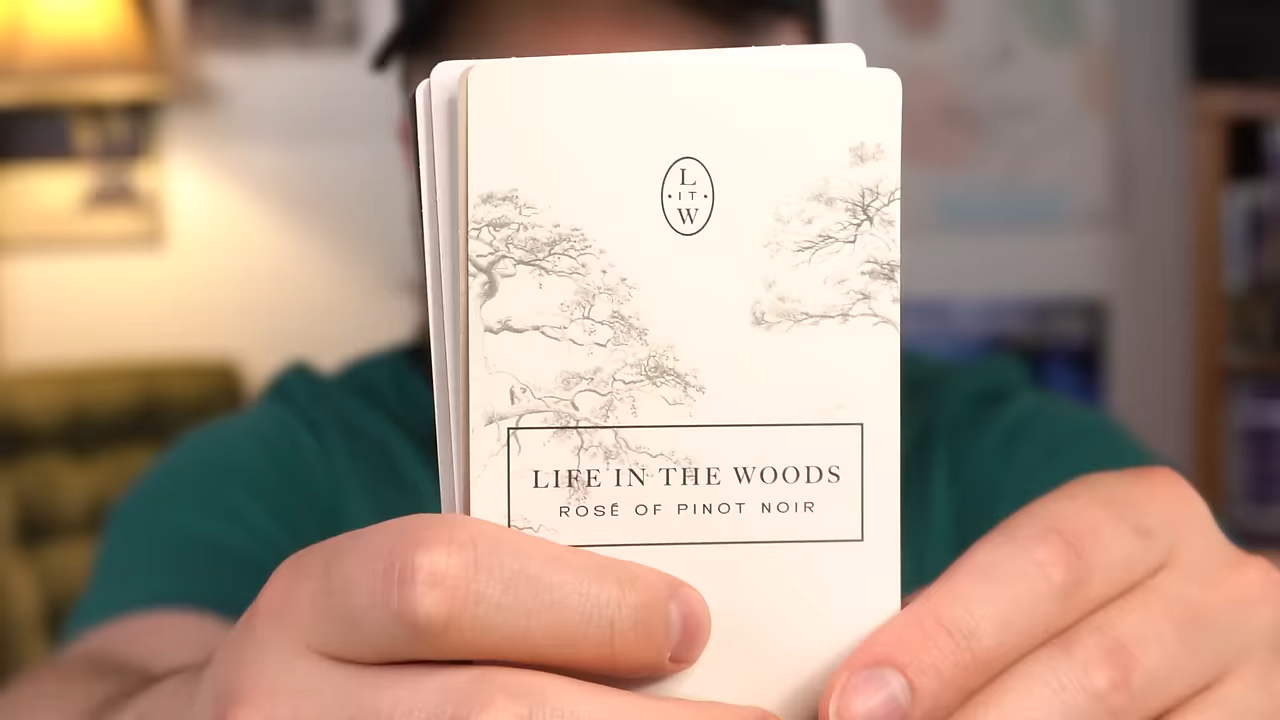 L
·IT·
W
LIFE IN THE WOODS
ROSÉ OF PINOT NOIR